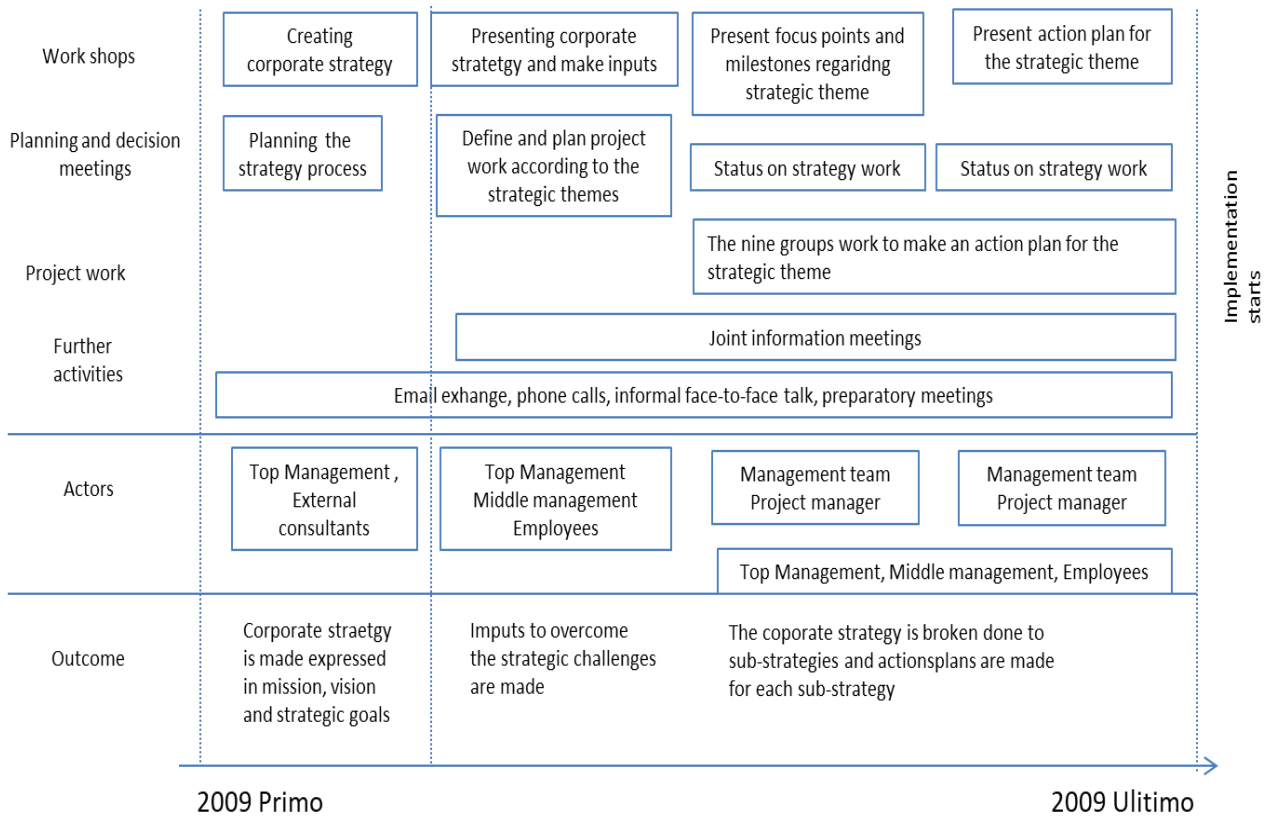 Work shops
Creating
corporate strategy
Presenting corporate
stratetgy and make inputs
Present focus points and
milestones regaridng
strategic theme
Present action plan for
the strategic theme
Planning and decision
meetings
Planning the
strategy process
Define and plan project
work according to the
strategic themes
Status on strategy work
Status on strategy work
Project work
The nine groups work to make an action plan for the
strategic theme
Implementation
starts
Further
activities
Joint information meetings
Email exhange, phone calls, informal face-to-face talk, preparatory meetings
Actors
Top Management ,
External
consultants
Top Management
Middle management
Employees
Management team
Project manager
Management team
Project manager
Top Management, Middle management, Employees
Outcome
Corporate straetgy
is made expressed
in mission, vision
and strategic goals
Imputs to overcome
the strategic challenges
are made
The coporate strategy is broken done to
sub-strategies and actionsplans are made
for each sub-strategy
2009 Primo
2009 Ulitimo